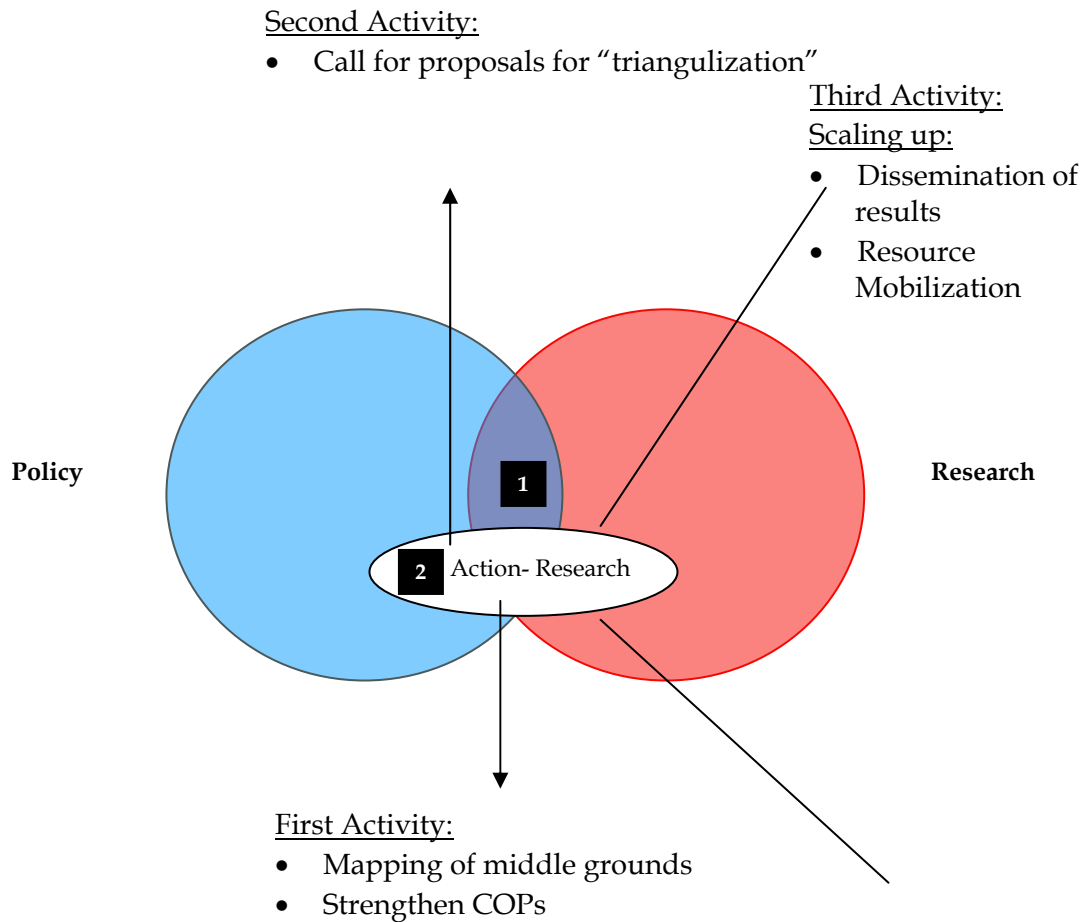 Second Activity:
• Call for proposals for “triangulization”
Third Activity:
Scaling up:
• Dissemination of
results
• Resource
Mobilization
Policy
1
Research
2 Action- Research
First Activity:
• Mapping of middle grounds
• Strengthen COPs